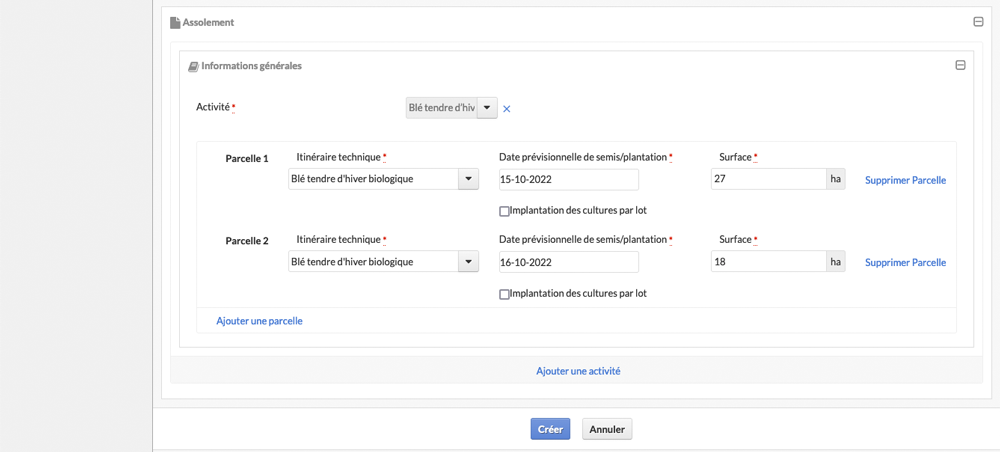 Assolement
Informations générales
Activité * Blé tendre d'hiv ×
Parcelle 1 Itinéraire technique * Date prévisionnelle de semis/plantation * Surface *
Blé tendre d'hiver biologique 15-10-2022 27 ha Supprimer Parcelle
Implantation des cultures par lot
Parcelle 2 Itinéraire technique * Date prévisionnelle de semis/plantation * Surface *
Blé tendre d'hiver biologique 16-10-2022 18 ha Supprimer Parcelle
Implantation des cultures par lot
Ajouter une parcelle
Ajouter une activité
Créer Annuler